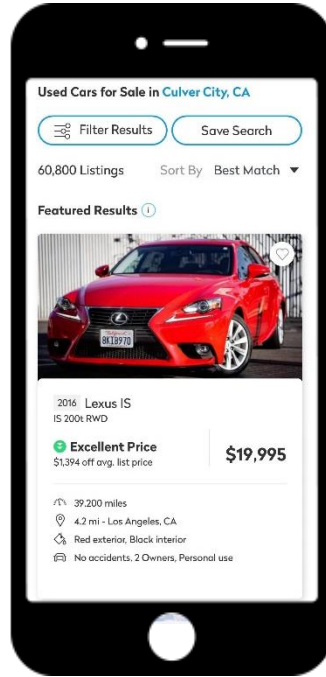 Used Cars for Sale in Culver City, CA
Filter Results
Save Search
60,800 Listings Sort By Best Match
Featured Results
8KIB970
2016 Lexus IS
IS 200t RWD
Excellent Price
$1,394 off avg. list price
$19,995
39.200 miles
4.2 mi - Los Angeles, CA
Red exterior, Black interior
No accidents, 2 Owners, Personal use